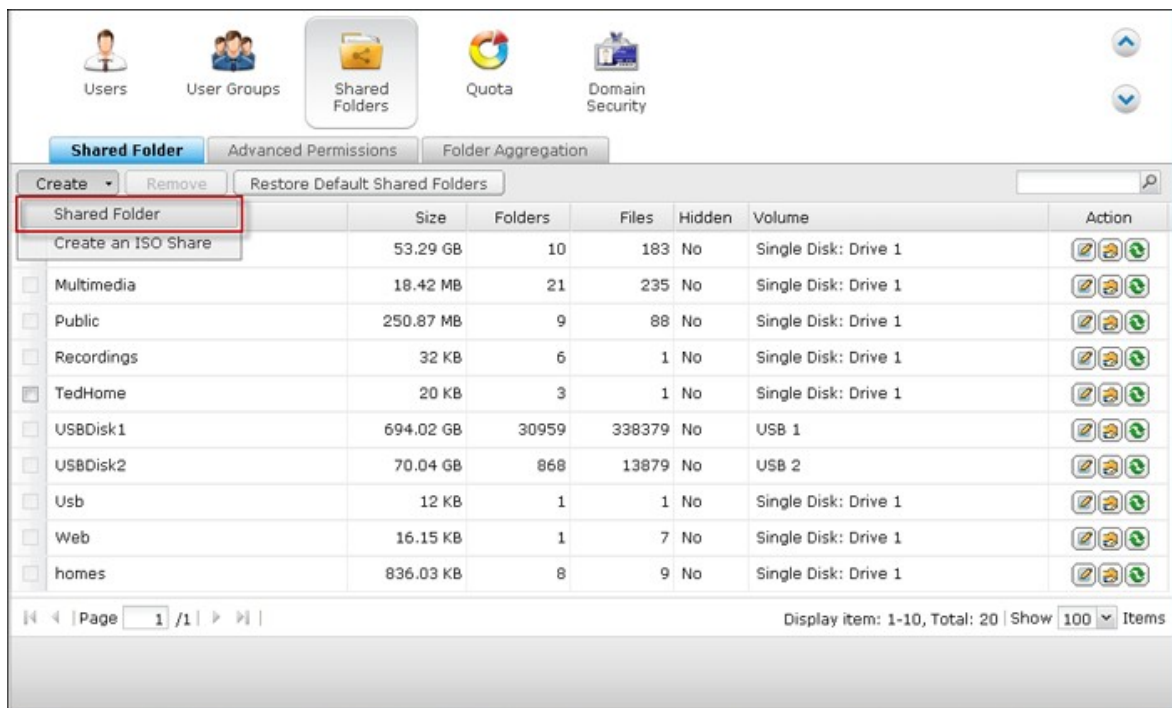 Users User Groups Shared Folders Quota Domain Security
Shared Folder Advanced Permissions Folder Aggregation
Create Remove Restore Default Shared Folders
Shared Folder
Create an ISO Share
Size Folders Files Hidden Volume Action
53.29 GB 10 183 No Single Disk: Drive 1
Multimedia 18.42 MB 21 235 No Single Disk: Drive 1
Public 250.87 MB 9 88 No Single Disk: Drive 1
Recordings 32 KB 6 1 No Single Disk: Drive 1
TedHome 20 KB 3 1 No Single Disk: Drive 1
USBDisk1 694.02 GB 30959 338379 No USB 1
USBDisk2 70.04 GB 868 13879 No USB 2
Usb 12 KB 1 1 No Single Disk: Drive 1
Web 16.15 KB 1 7 No Single Disk: Drive 1
homes 836.03 KB 8 9 No Single Disk: Drive 1
Page 1 /1 Display item: 1-10, Total: 20 Show 100 Items